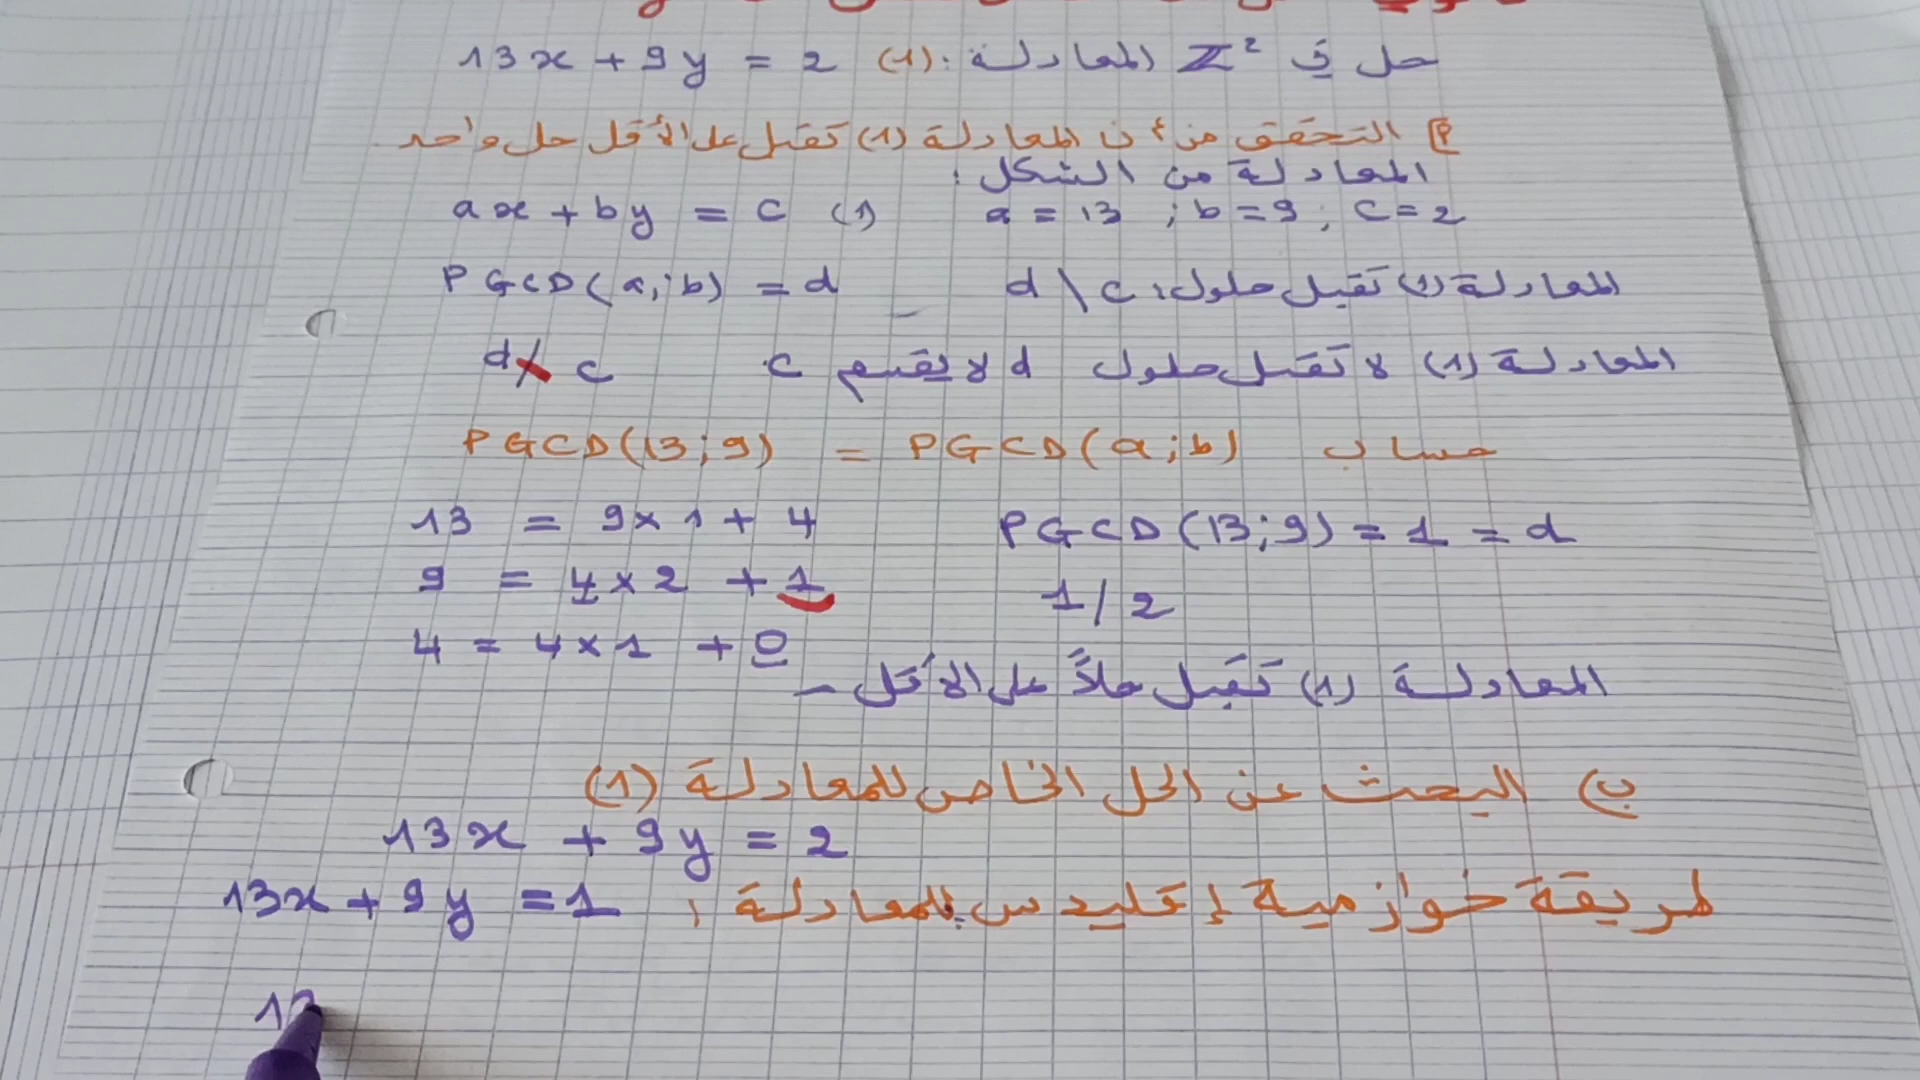 حل في Z² المعادلة: (1) 13x + 9y = 2
أ] التحقق من أن المعادلة (1) تقبل على الأقل حل واحد.
المعادلة من الشكل:
ax + by = c (1) a = 13 ; b = 9 ; c = 2
PGCD(a;b) = d المعادلة (1) تقبل حلول: d \ c
المعادلة (1) لا تقبل حلول d لا يقسم c d \ c
حساب PGCD(13;9) = PGCD(a;b)
13 = 9 x 1 + 4 PGCD(13;9) = 1 = d
9 = 4 x 2 + 1 1/2
4 = 4 x 1 + 0
المعادلة (1) تقبل حلاً على الأقل -
ب) البحث عن الحل الخاص للمعادلة (1)
13x + 9y = 2
طريقة خوازمية إقليدس للمعادلة: 13x + 9y = 1